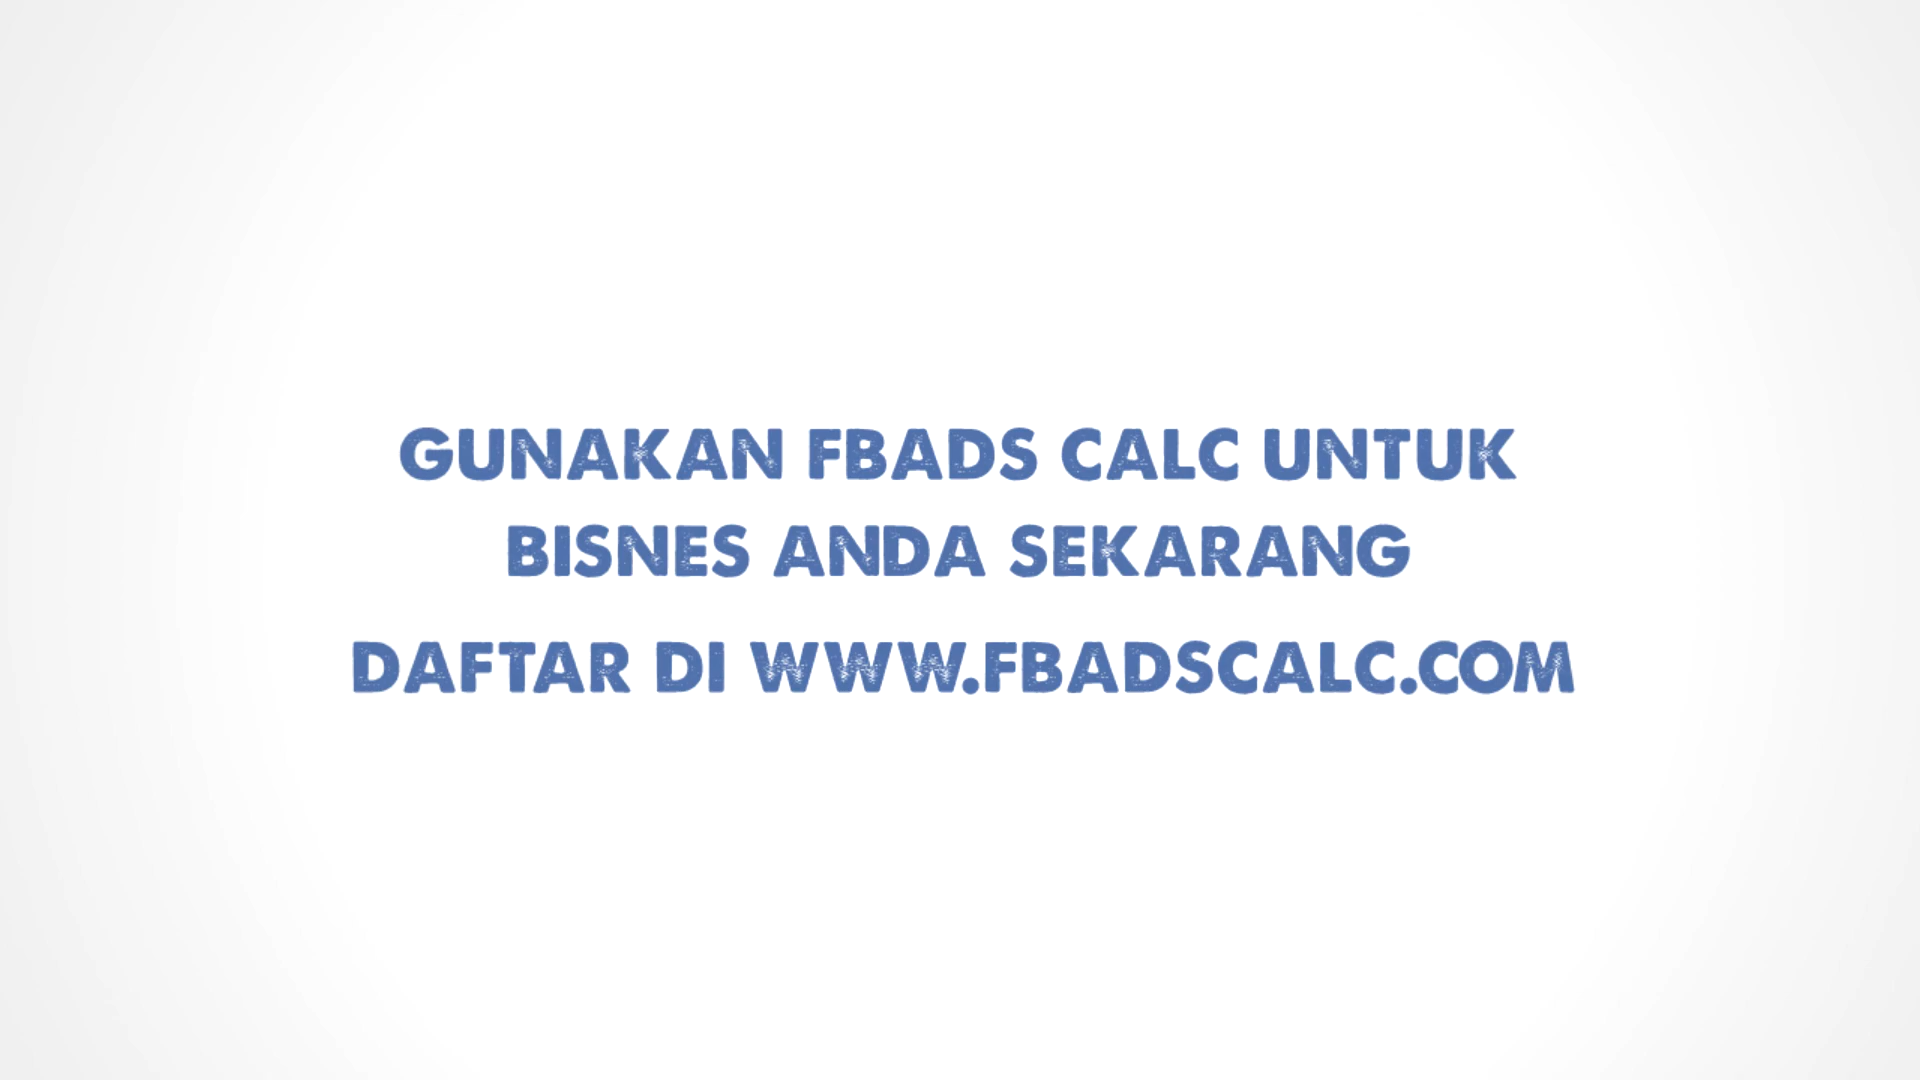 GUNAKAN FBADS CALC UNTUK
BISNES ANDA SEKARANG
DAFTAR DI WWW.FBADSCALC.COM